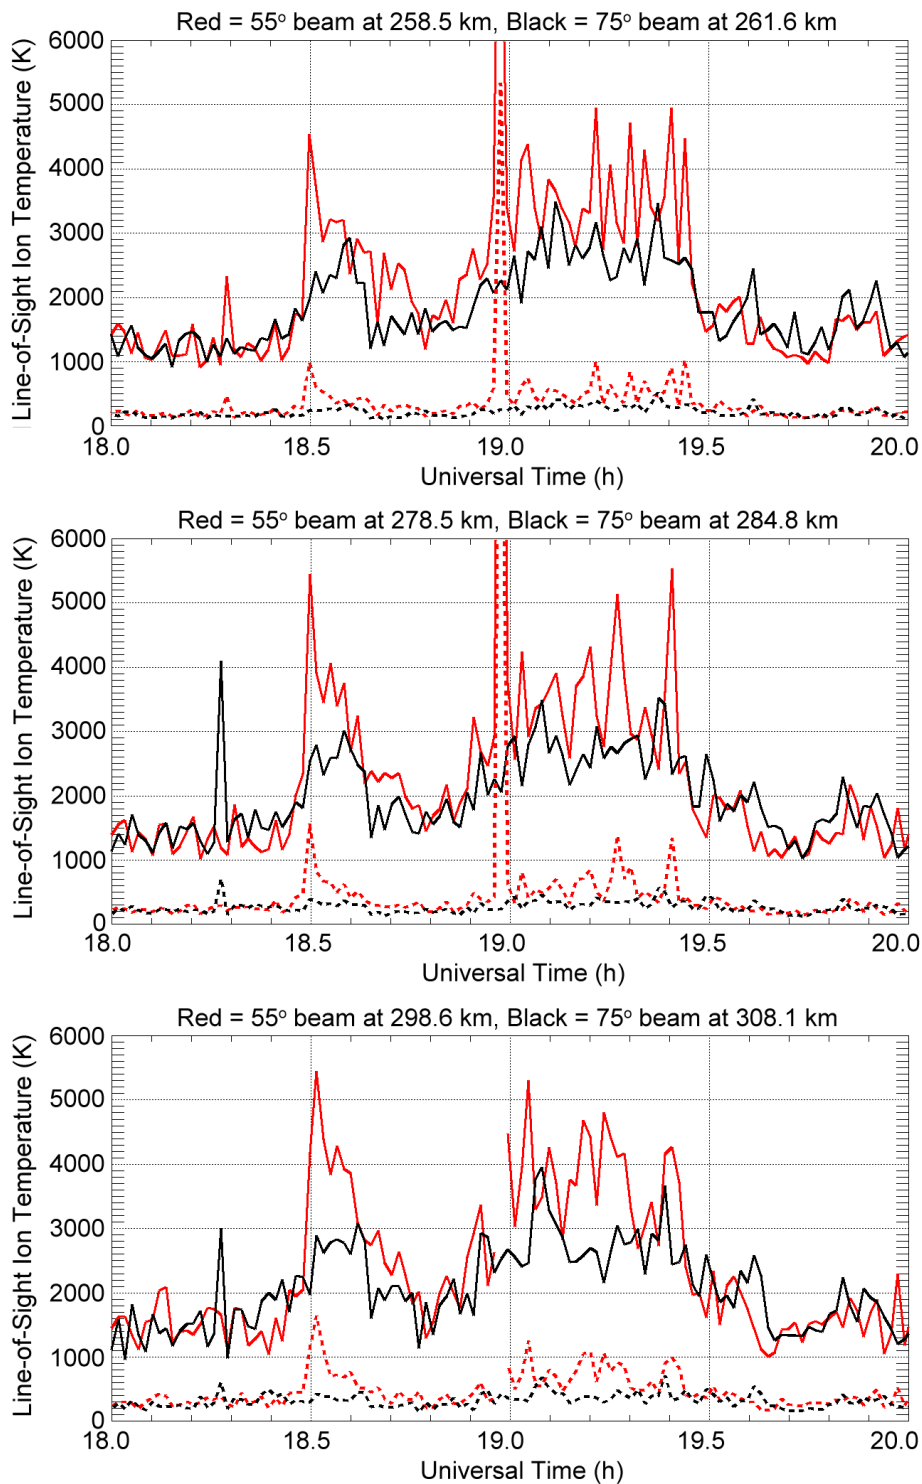 Red = 55° beam at 258.5 km, Black = 75° beam at 261.6 km
Line-of-Sight Ion Temperature (K)
6000
5000
4000
3000
2000
1000
0
18.0 18.5 19.0 19.5 20.0
Universal Time (h)
Red = 55° beam at 278.5 km, Black = 75° beam at 284.8 km
Line-of-Sight Ion Temperature (K)
6000
5000
4000
3000
2000
1000
0
18.0 18.5 19.0 19.5 20.0
Universal Time (h)
Red = 55° beam at 298.6 km, Black = 75° beam at 308.1 km
Line-of-Sight Ion Temperature (K)
6000
5000
4000
3000
2000
1000
0
18.0 18.5 19.0 19.5 20.0
Universal Time (h)